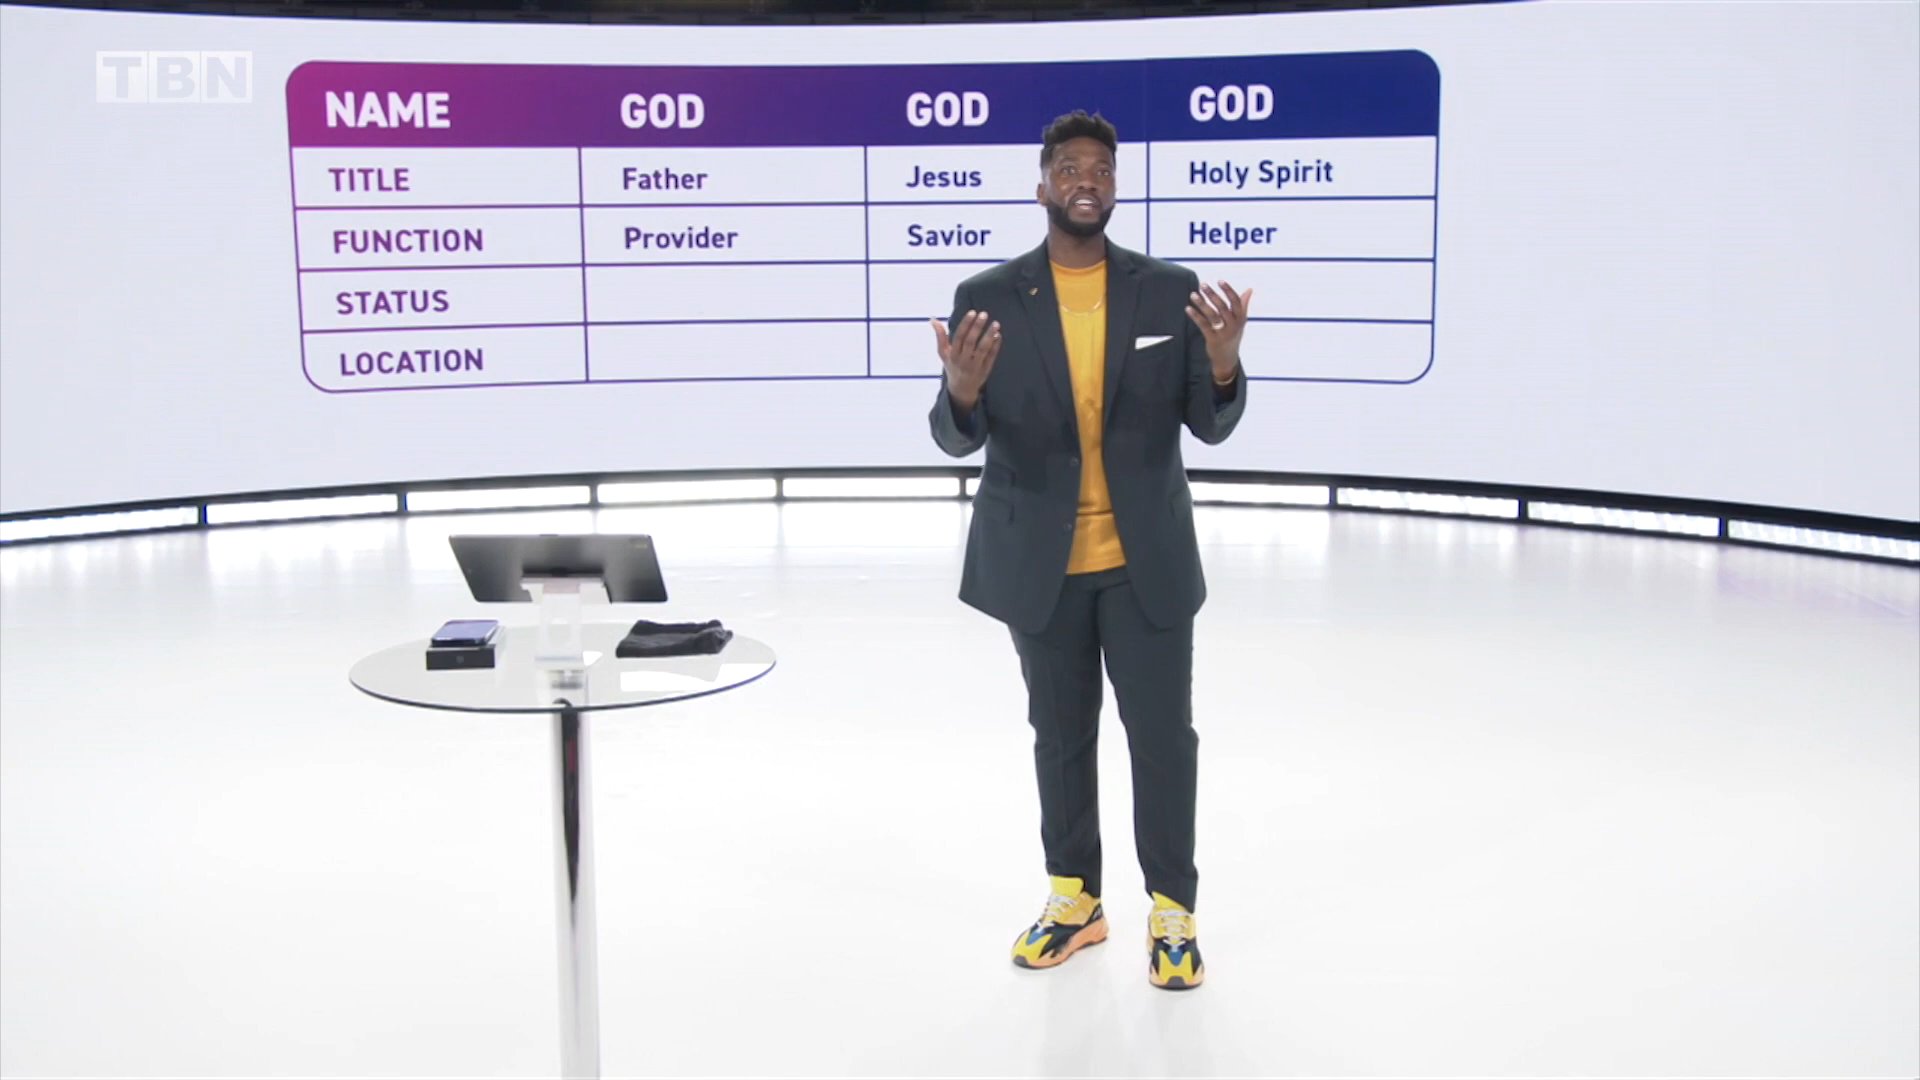 TBN
NAME GOD GOD GOD
TITLE Father Jesus Holy Spirit
FUNCTION Provider Savior Helper
STATUS
LOCATION